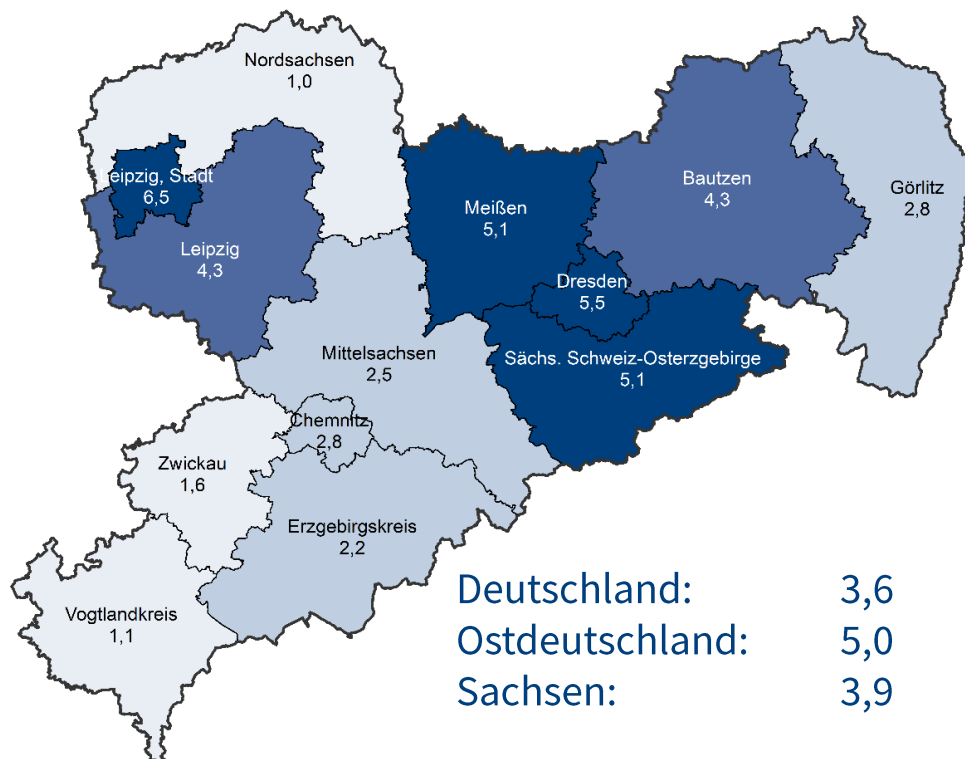 Nordsachsen
1,0
Leipzig, Stadt
6,5
Leipzig
4,3
Meißen
5,1
Bautzen
4,3
Görlitz
2,8
Dresden
5,5
Mittelsachsen
2,5
Sächs. Schweiz-Osterzgebirge
5,1
Chemnitz
2,8
Zwickau
1,6
Erzgebirgskreis
2,2
Vogtlandkreis
1,1
Deutschland: 3,6
Ostdeutschland: 5,0
Sachsen: 3,9